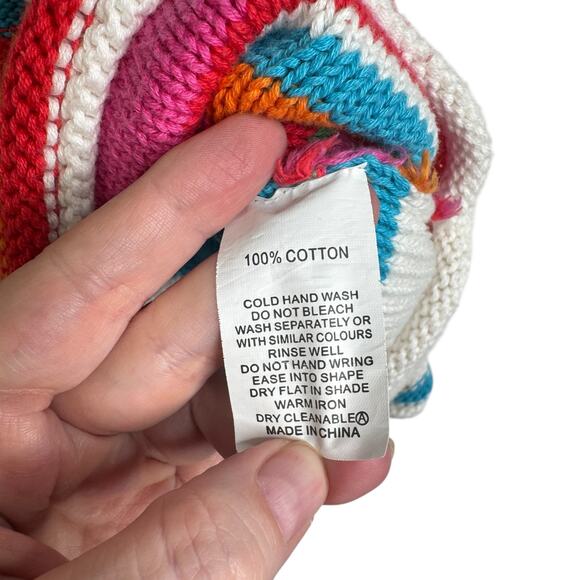 100% COTTON
COLD HAND WASH
DO NOT BLEACH
WASH SEPARATELY OR
WITH SIMILAR COLOURS
RINSE WELL
DO NOT HAND WRING
EASE INTO SHAPE
DRY FLAT IN SHADE
WARM IRON
DRY CLEANABLE Ⓐ
MADE IN CHINA